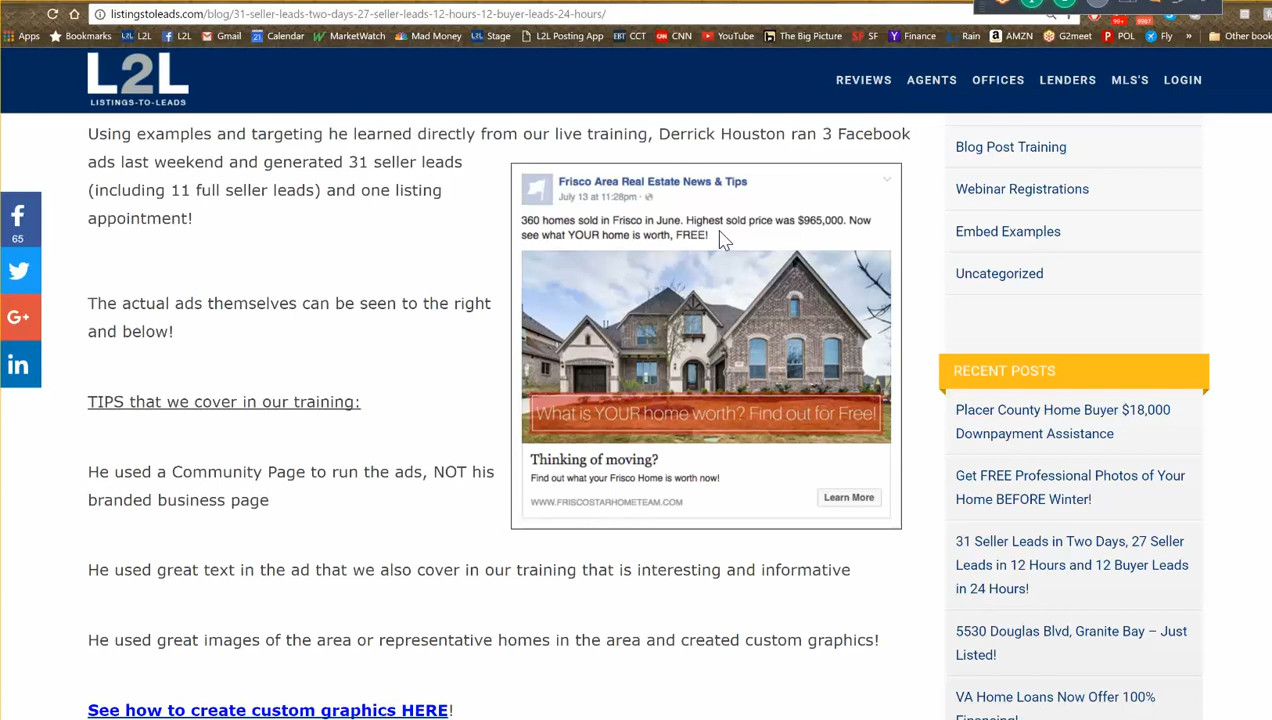 listingstoleads.com/blog/31-seller-leads-two-days-27-seller-leads-12-hours-12-buyer-leads-24-hours/
Apps Bookmarks L2L L2L Gmail Calendar MarketWatch Mad Money Stage L2L Posting App EBT CCT CNN CNN YouTube The Big Picture SF SF Finance Rain a AMZN G2meet P POL Fly » Other book
99+ 9987
L2L
LISTINGS-TO-LEADS
REVIEWS AGENTS OFFICES LENDERS MLS'S LOGIN
Using examples and targeting he learned directly from our live training, Derrick Houston ran 3 Facebook
ads last weekend and generated 31 seller leads
(including 11 full seller leads) and one listing
appointment!
The actual ads themselves can be seen to the right
and below!
TIPS that we cover in our training:
He used a Community Page to run the ads, NOT his
branded business page
He used great text in the ad that we also cover in our training that is interesting and informative
He used great images of the area or representative homes in the area and created custom graphics!
See how to create custom graphics HERE!
f
65
G+
in
Frisco Area Real Estate News & Tips
July 13 at 11:28pm ·
360 homes sold in Frisco in June. Highest sold price was $965,000. Now
see what YOUR home is worth, FREE!
What is YOUR home worth? Find out for Free!
Thinking of moving?
Find out what your Frisco Home is worth now!
WWW.FRISCOSTARHOMETEAM.COM
Learn More
Blog Post Training
Webinar Registrations
Embed Examples
Uncategorized
RECENT POSTS
Placer County Home Buyer $18,000
Downpayment Assistance
Get FREE Professional Photos of Your
Home BEFORE Winter!
31 Seller Leads in Two Days, 27 Seller
Leads in 12 Hours and 12 Buyer Leads
in 24 Hours!
5530 Douglas Blvd, Granite Bay – Just
Listed!
VA Home Loans Now Offer 100%
Financing!